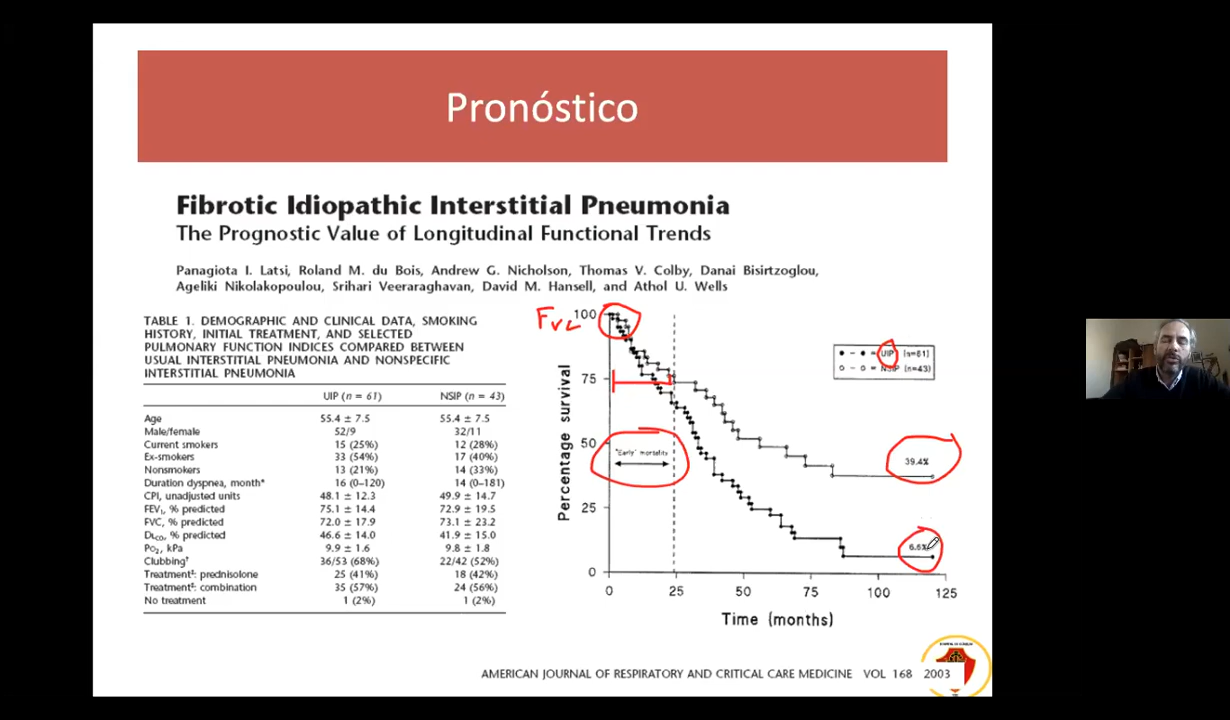 Pronóstico
Fibrotic Idiopathic Interstitial Pneumonia
The Prognostic Value of Longitudinal Functional Trends
Panagiota I. Latsi, Roland M. du Bois, Andrew G. Nicholson, Thomas V. Colby, Danai Bisirtzoglou,
Ageliki Nikolakopoulou, Srihari Veeraraghavan, David M. Hansell, and Athol U. Wells
TABLE 1. DEMOGRAPHIC AND CLINICAL DATA, SMOKING
HISTORY, INITIAL TREATMENT, AND SELECTED
PULMONARY FUNCTION INDICES COMPARED BETWEEN
USUAL INTERSTITIAL PNEUMONIA AND NONSPECIFIC
INTERSTITIAL PNEUMONIA
UIP (n = 61) NSIP (n = 43)
Age 55.4 ± 7.5 55.4 ± 7.5
Male/female 52/9 32/11
Current smokers 15 (25%) 12 (28%)
Ex-smokers 33 (54%) 17 (40%)
Nonsmokers 13 (21%) 14 (33%)
Duration dyspnea, month* 16 (0–120) 14 (0–181)
CPI, unadjusted units 48.1 ± 12.3 49.9 ± 14.7
FEV₁, % predicted 75.1 ± 14.4 72.9 ± 19.5
FVC, % predicted 72.0 ± 17.9 73.1 ± 23.2
DLCO, % predicted 46.6 ± 14.0 41.9 ± 15.0
PO₂, kPa 9.9 ± 1.6 9.8 ± 1.8
Clubbing† 36/53 (68%) 22/42 (52%)
Treatment‡: prednisolone 25 (41%) 18 (42%)
Treatment‡: combination 35 (57%) 24 (56%)
No treatment 1 (2%) 1 (2%)
FVC
100
75
50
25
0
Percentage survival
"Early" mortality
UIP (n=61)
NSIP (n=43)
39.4%
6.6%
0 25 50 75 100 125
Time (months)
AMERICAN JOURNAL OF RESPIRATORY AND CRITICAL CARE MEDICINE VOL 168 2003